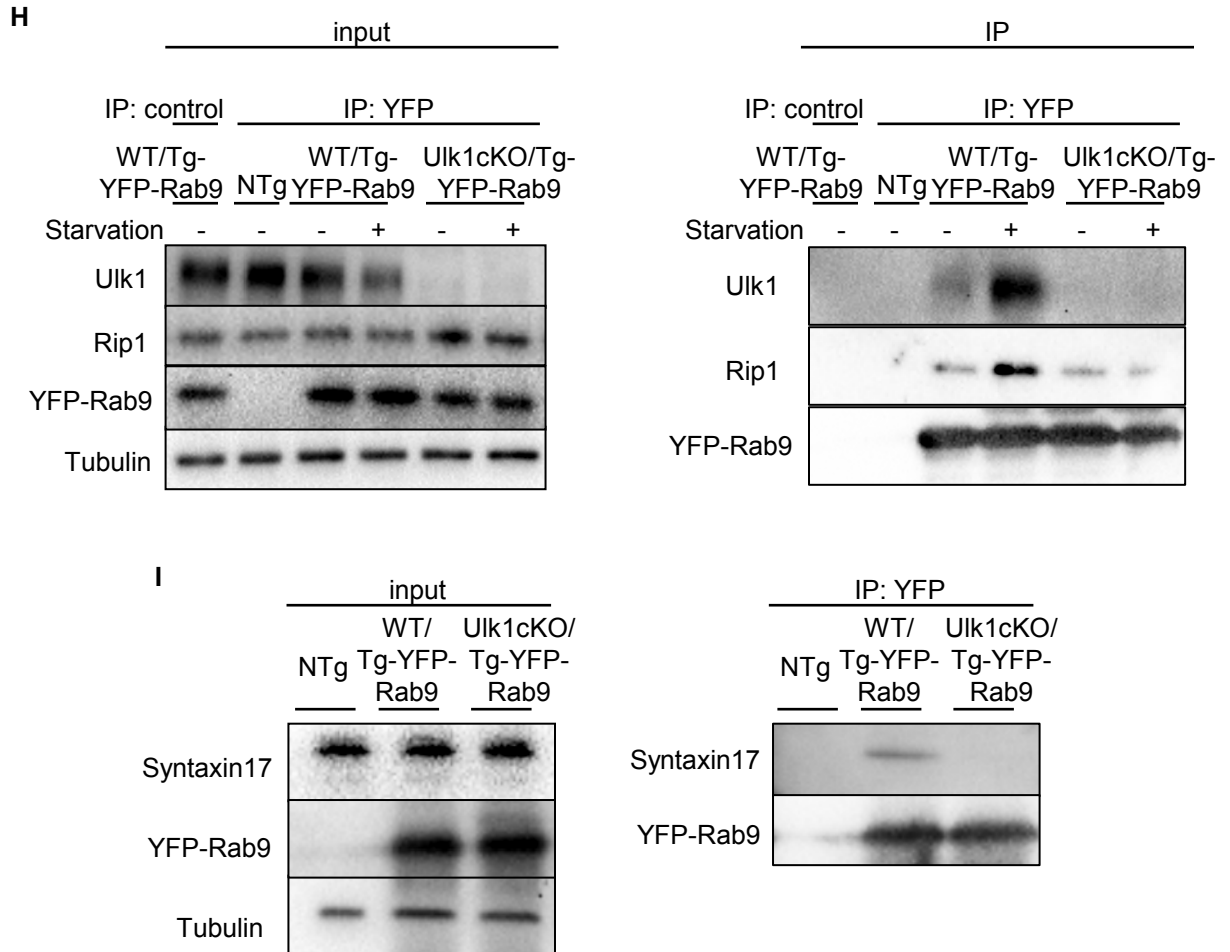 H
input
IP: control IP: YFP
WT/Tg-
YFP-Rab9
NTg
WT/Tg-
YFP-Rab9
Ulk1cKO/Tg-
YFP-Rab9
Starvation - - - + - +
Ulk1
Rip1
YFP-Rab9
Tubulin
IP
IP: control IP: YFP
WT/Tg-
YFP-Rab9
NTg
WT/Tg-
YFP-Rab9
Ulk1cKO/Tg-
YFP-Rab9
Starvation - - - + - +
Ulk1
Rip1
YFP-Rab9
I
input
NTg
WT/
Tg-YFP-
Rab9
Ulk1cKO/
Tg-YFP-
Rab9
Syntaxin17
YFP-Rab9
Tubulin
IP: YFP
NTg
WT/
Tg-YFP-
Rab9
Ulk1cKO/
Tg-YFP-
Rab9
Syntaxin17
YFP-Rab9